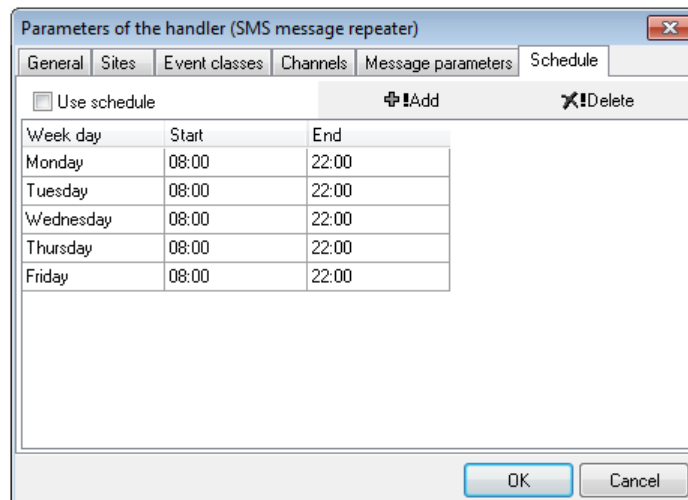 Parameters of the handler (SMS message repeater)
General Sites Event classes Channels Message parameters Schedule
Use schedule !Add !Delete
Week day Start End
Monday 08:00 22:00
Tuesday 08:00 22:00
Wednesday 08:00 22:00
Thursday 08:00 22:00
Friday 08:00 22:00
OK Cancel